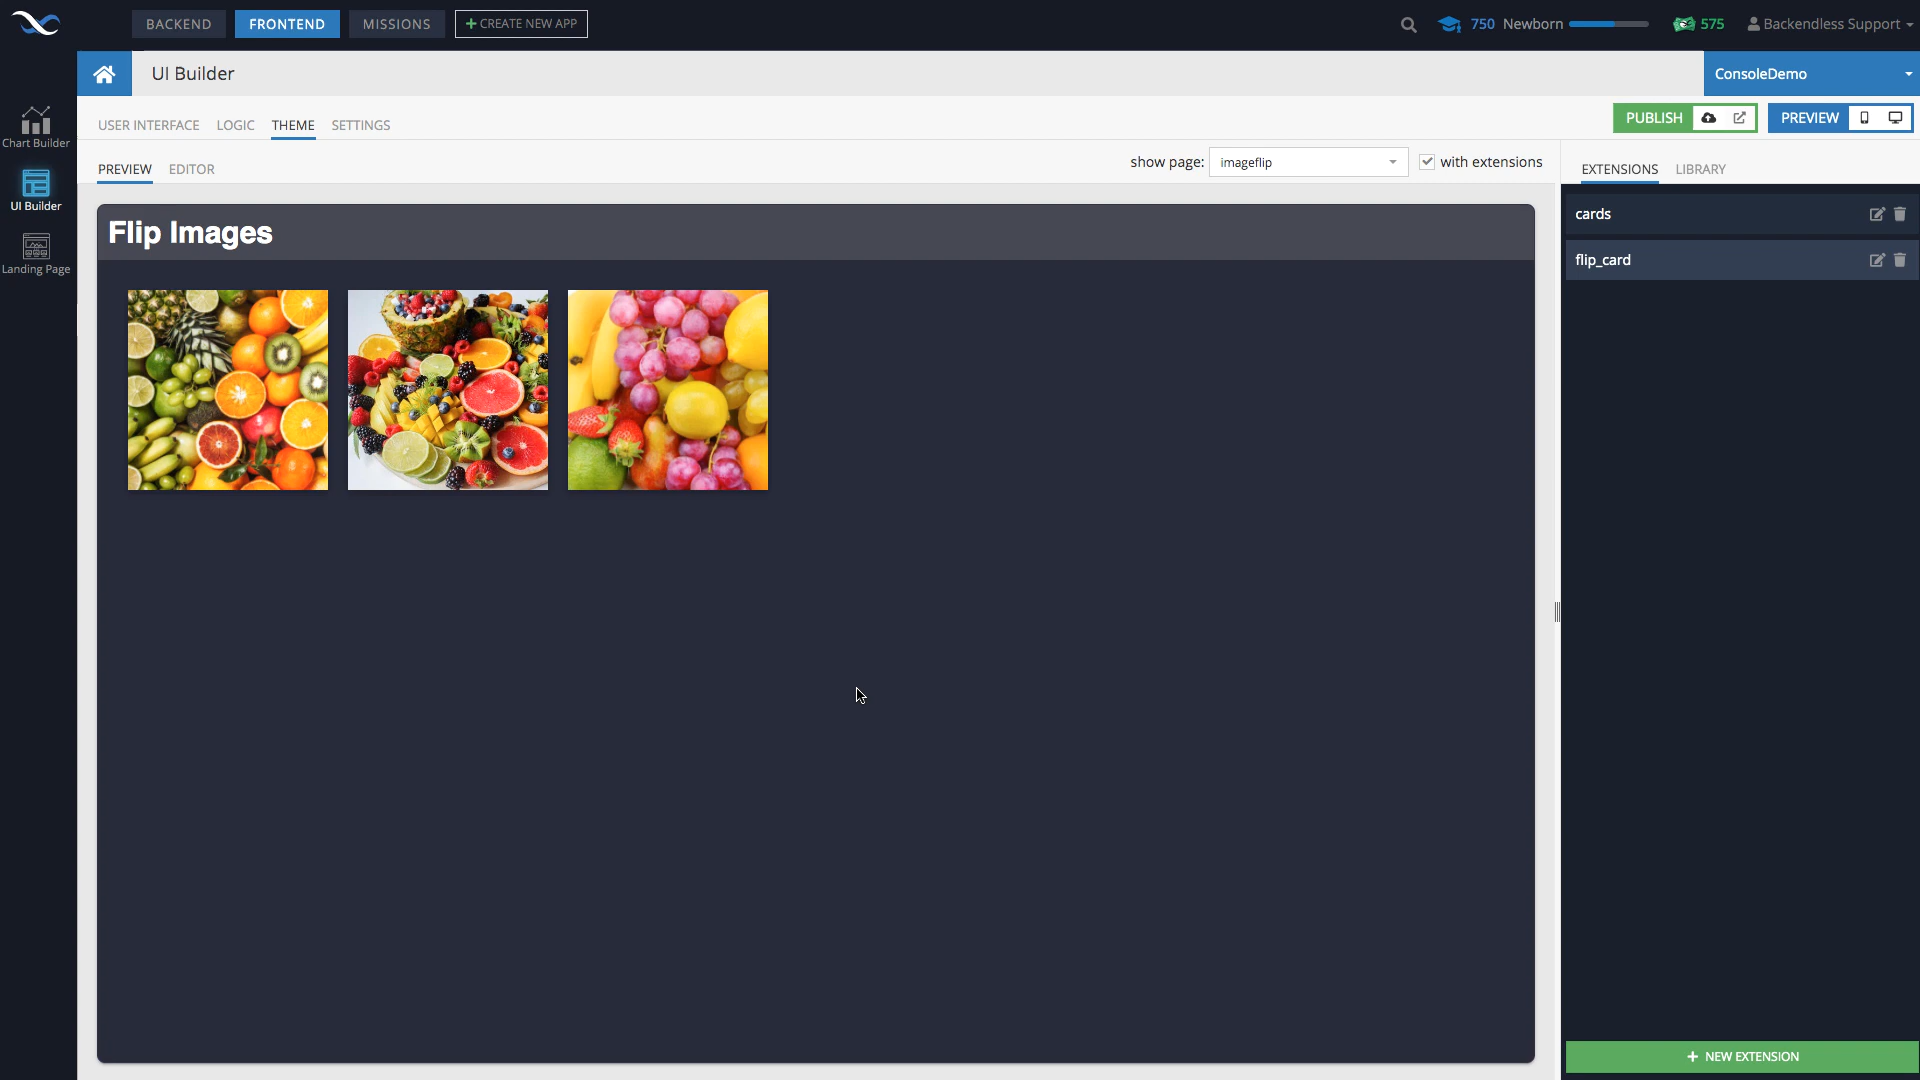 BACKEND FRONTEND MISSIONS + CREATE NEW APP 750 Newborn 575 Backendless Support
UI Builder ConsoleDemo
USER INTERFACE LOGIC THEME SETTINGS PUBLISH PREVIEW
Chart Builder
PREVIEW EDITOR show page: imageflip with extensions EXTENSIONS LIBRARY
UI Builder
Landing Page
Flip Images
cards
flip_card
+ NEW EXTENSION